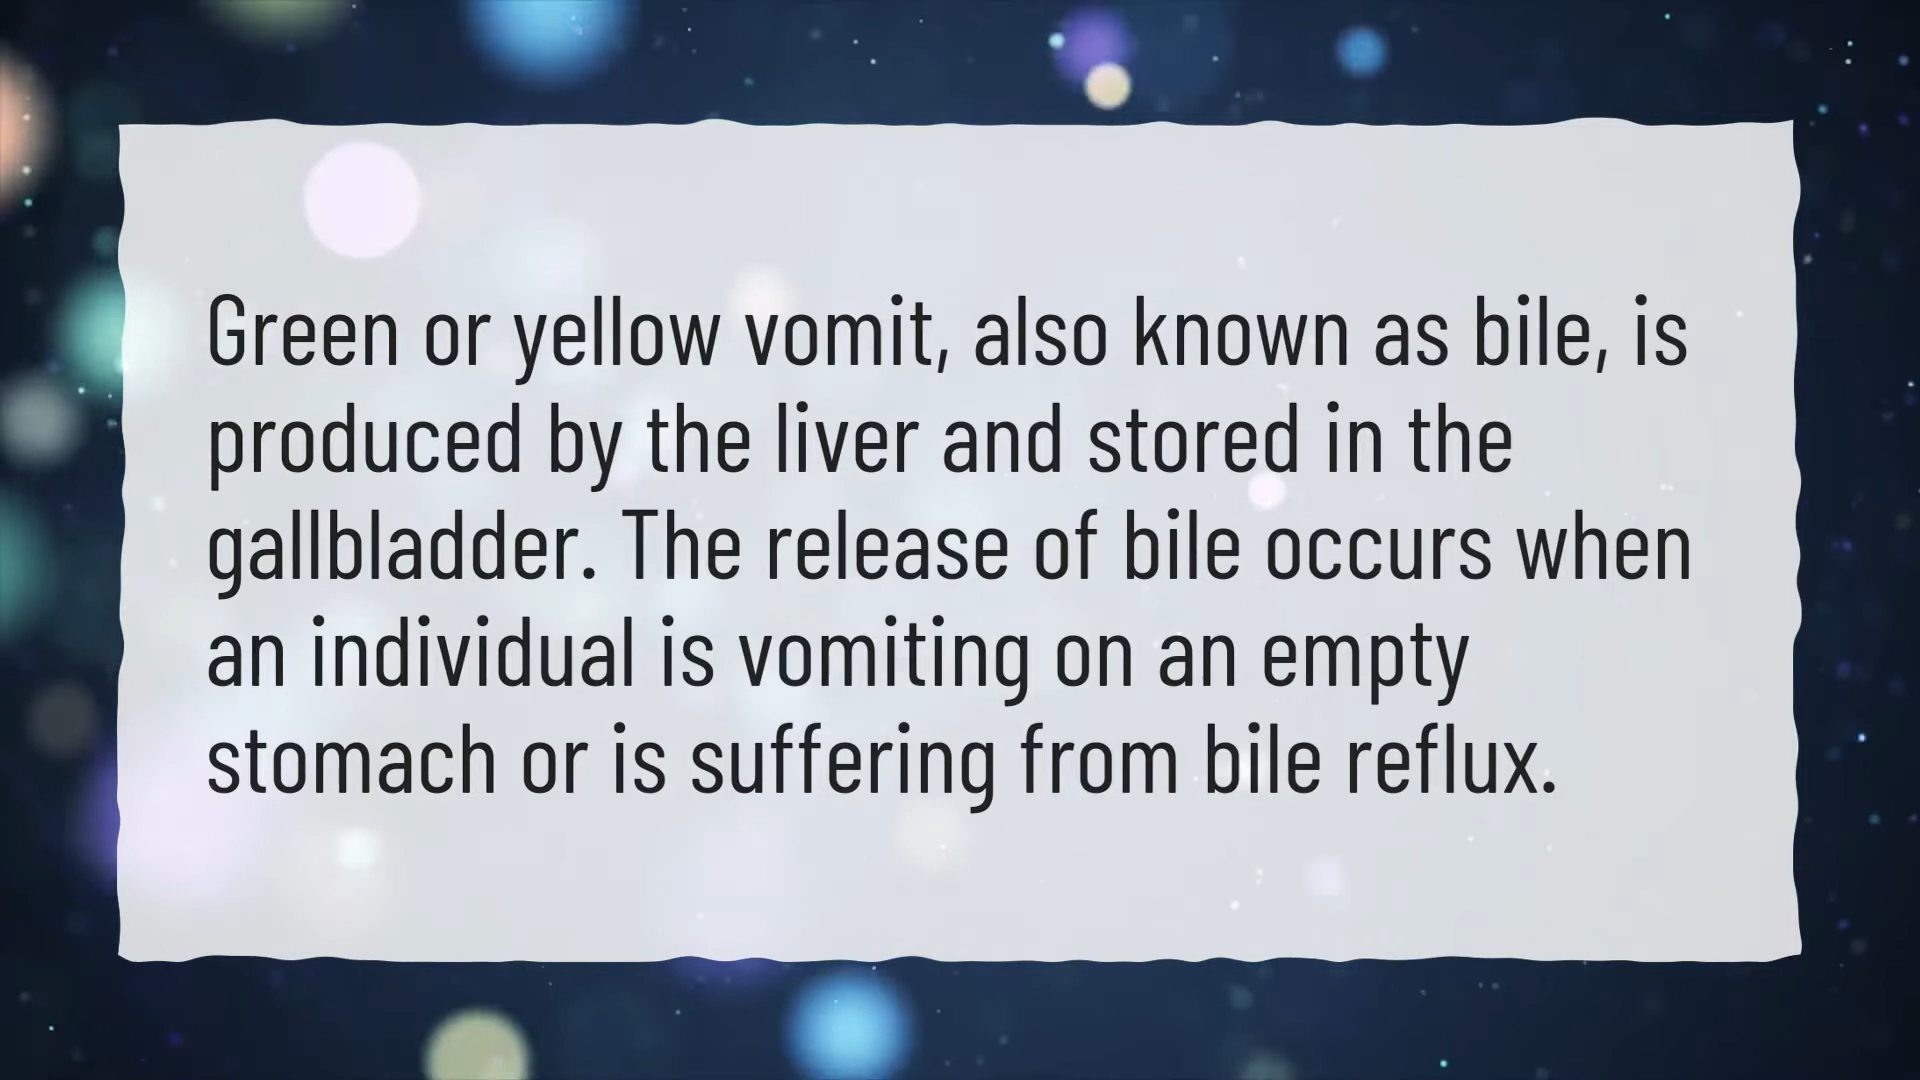 Green or yellow vomit, also known as bile, is
produced by the liver and stored in the
gallbladder. The release of bile occurs when
an individual is vomiting on an empty
stomach or is suffering from bile reflux.